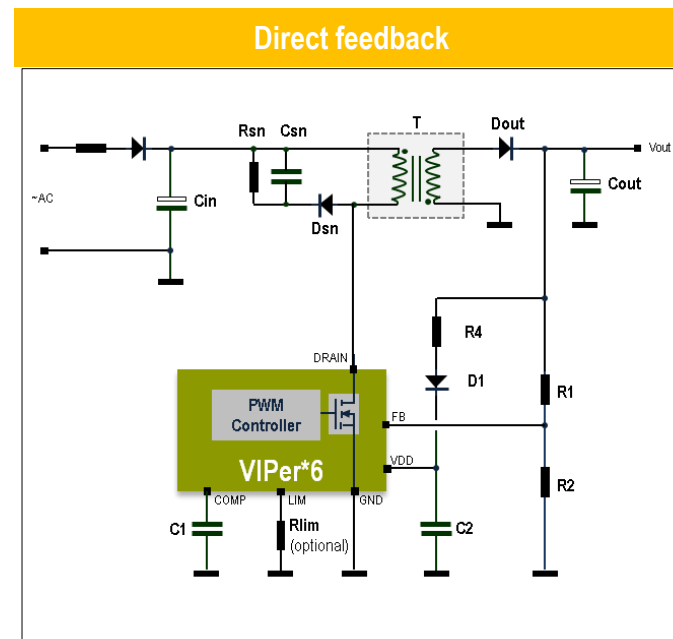 Direct feedback
T
Rsn
Csn
Dout
Vout
Cout
~AC
Cin
Dsn
R4
DRAIN
D1
R1
PWM
Controller
FB
VIPer*6
VDD
R2
COMP
LIM
GND
C1
Rlim
(optional)
C2